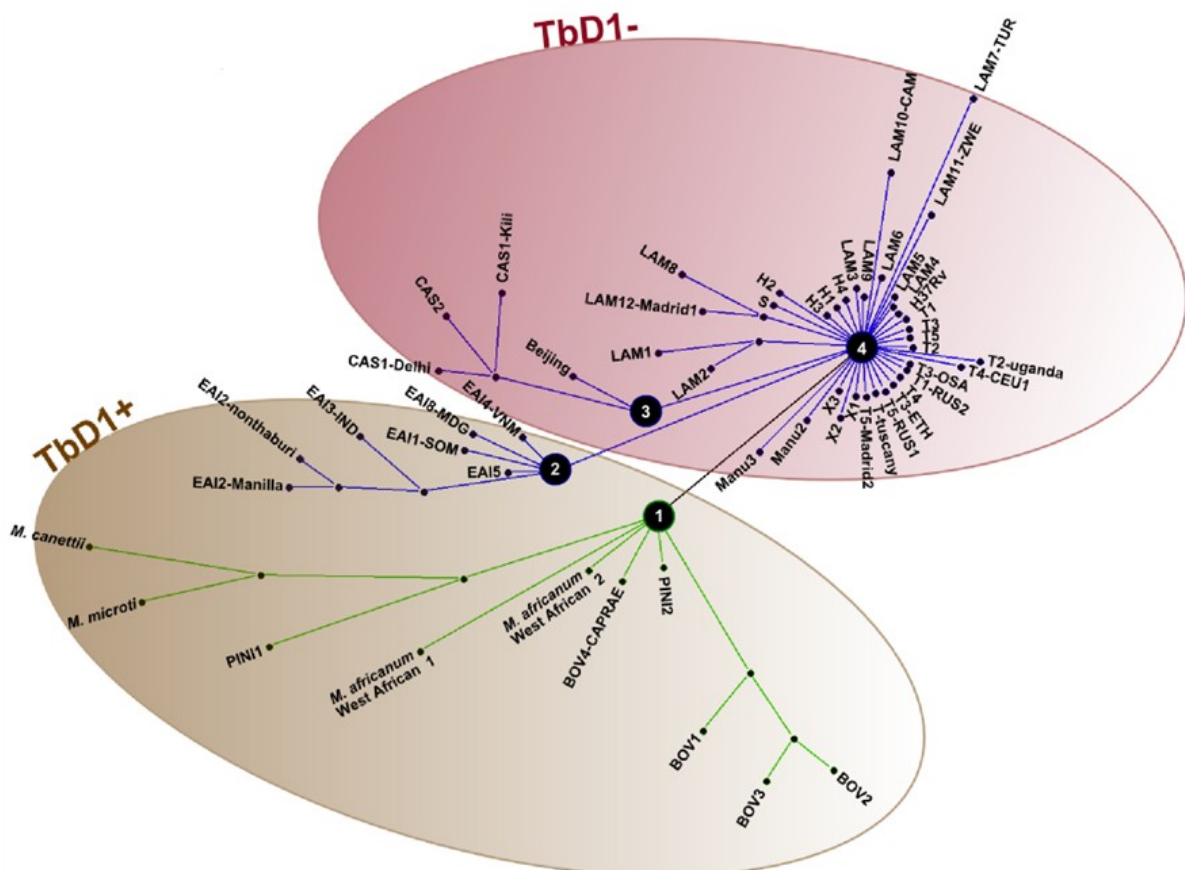 TbD1-
LAM7-TUR
LAM10-CAM
LAM11-ZWE
CAS1-Kili
CAS2
CAS1-Delhi
LAM8
LAM12-Madrid1
H2
S
H3
H1
H4
LAM3
LAM9
LAM6
LAM5
LAM4
H37Rv
T1
T5
T2
LAM1
LAM2
Beijing
3
4
T2-uganda
T4-CEU1
T3-OSA
T1-RUS2
T4
T3-ETH
T5-RUS1
T-tuscany
T5-Madrid2
X1
X2
X3
Manu2
Manu3
TbD1+
EAI4-VNM
EAI8-MDG
EAI1-SOM
EAI5
EAI3-IND
EAI2-nonthaburi
EAI2-Manilla
2
1
M. canettii
M. microti
PINI1
M. africanum
West African 1
M. africanum
West African 2
BOV4-CAPRAE
PINI2
BOV1
BOV3
BOV2